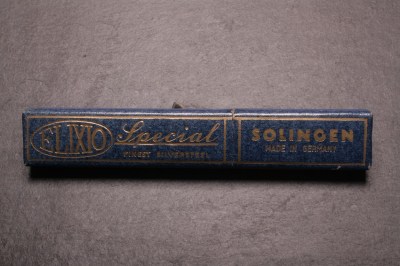 ELIXIO Special
FINEST SILVERSTEEL
SOLINGEN
MADE IN GERMANY